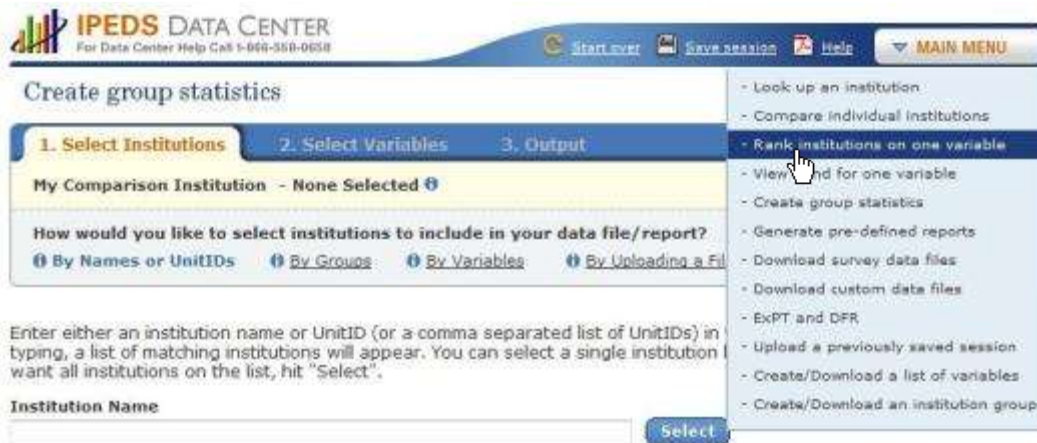 IPEDS DATA CENTER
For Data Center Help Call 1-866-558-0658
Start over Save session Help MAIN MENU
Create group statistics
1. Select Institutions 2. Select Variables 3. Output
My Comparison Institution - None Selected
How would you like to select institutions to include in your data file/report?
By Names or UnitIDs By Groups By Variables By Uploading a Fil
- Look up an institution
- Compare individual institutions
- Rank institutions on one variable
- View nd for one variable
- Create group statistics
- Generate pre-defined reports
- Download survey data files
- Download custom data files
- ExPT and DFR
- Upload a previously saved session
- Create/Download a list of variables
- Create/Download an institution group
Enter either an institution name or UnitID (or a comma separated list of UnitIDs) in
typing, a list of matching institutions will appear. You can select a single institution
want all institutions on the list, hit "Select".
Institution Name
Select